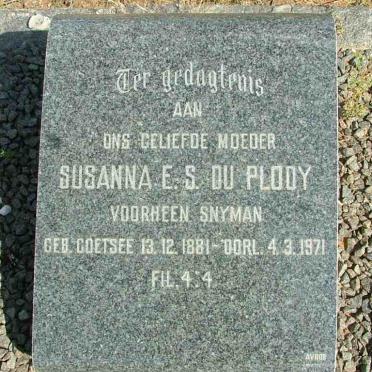 Ter gedagtenis
AAN
ONS GELIEFDE MOEDER
SUSANNA E. S. DU PLOOY
VOORHEEN SNYMAN
GEB. COETSEE 13. 12. 1881 - OORL. 4. 3. 1971
FIL. 4: 4
AVBOB